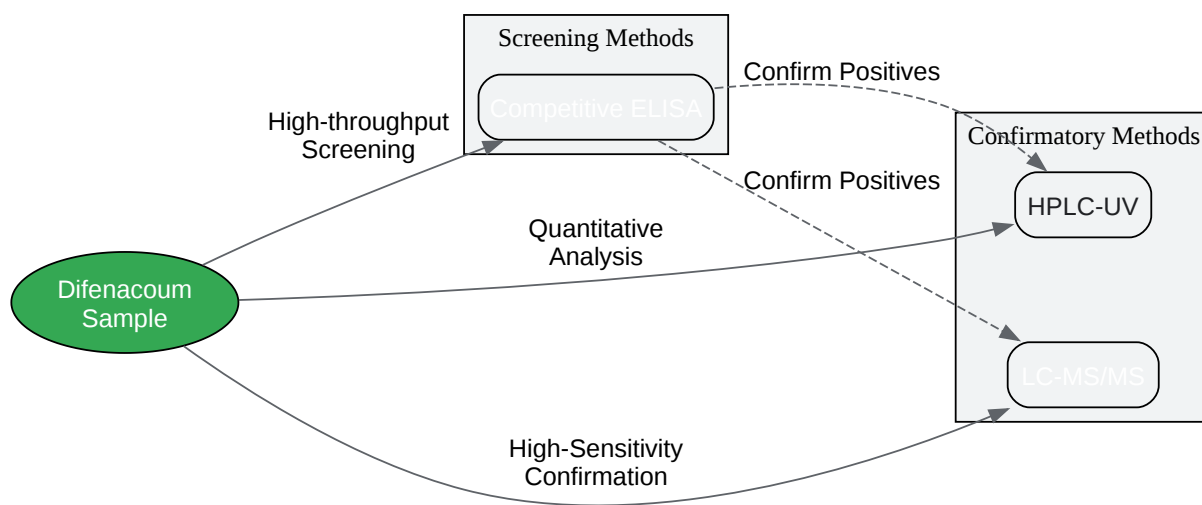 Screening Methods
Competitive ELISA
Confirm Positives
High-throughput
Screening
Confirmatory Methods
Confirm Positives
HPLC-UV
Quantitative
Analysis
Difenacoum
Sample
LC-MS/MS
High-Sensitivity
Confirmation